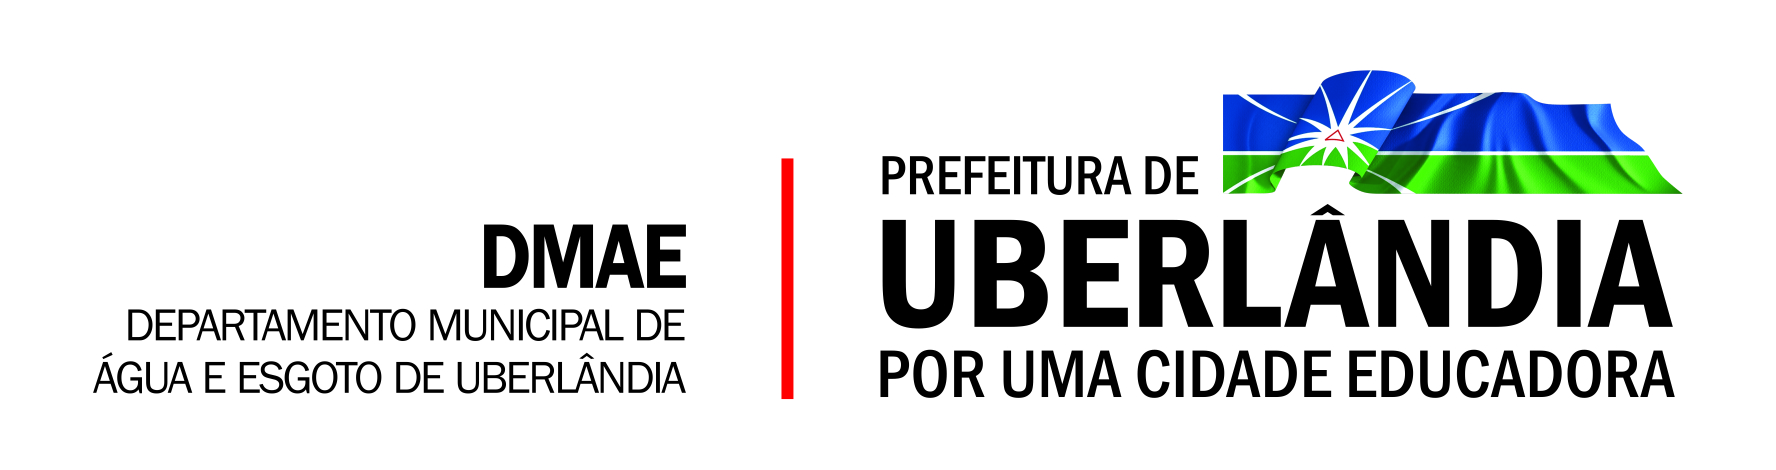 DMAE
DEPARTAMENTO MUNICIPAL DE
ÁGUA E ESGOTO DE UBERLÂNDIA
PREFEITURA DE
UBERLÂNDIA
POR UMA CIDADE EDUCADORA